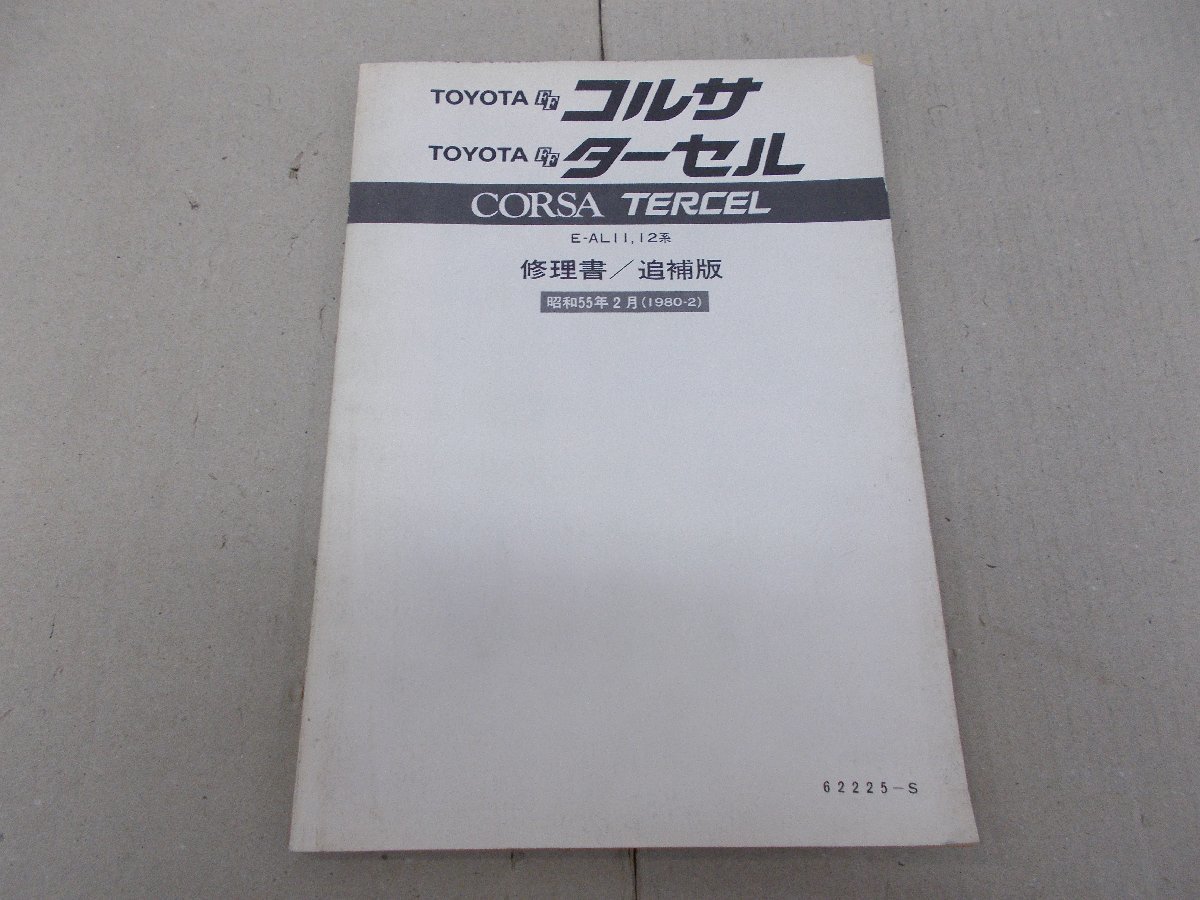 TOYOTA FF コルサ
TOYOTA FF ターセル
CORSA TERCEL
E-AL11,12系
修理書/追補版
昭和55年2月(1980-2)
62225-S